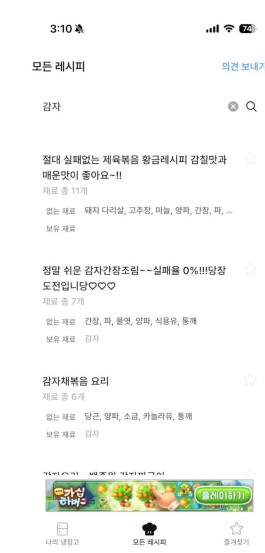 3:10
74
모든 레시피
의견 보내기
감자
절대 실패없는 제육볶음 황금레시피 감칠맛과
매운맛이 좋아요~!!
재료 총 11개
없는 재료 돼지 다리살, 고추장, 마늘, 양파, 간장, 파, ...
보유 재료
정말 쉬운 감자간장조림~~실패율 0%!!!당장
도전입니당♡♡♡
재료 총 7개
없는 재료 간장, 파, 물엿, 양파, 식용유, 통깨
보유 재료 감자
감자채볶음 요리
재료 총 6개
없는 재료 당근, 양파, 소금, 카놀라유, 통깨
보유 재료 감자
플레이하기
나의 냉장고
모든 레시피
즐겨찾기